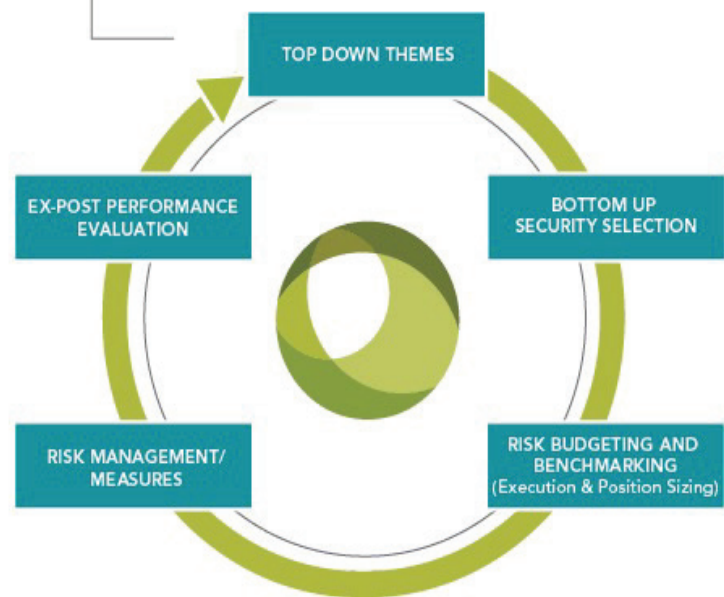 TOP DOWN THEMES
BOTTOM UP
SECURITY SELECTION
RISK BUDGETING AND
BENCHMARKING
(Execution & Position Sizing)
RISK MANAGEMENT/
MEASURES
EX-POST PERFORMANCE
EVALUATION